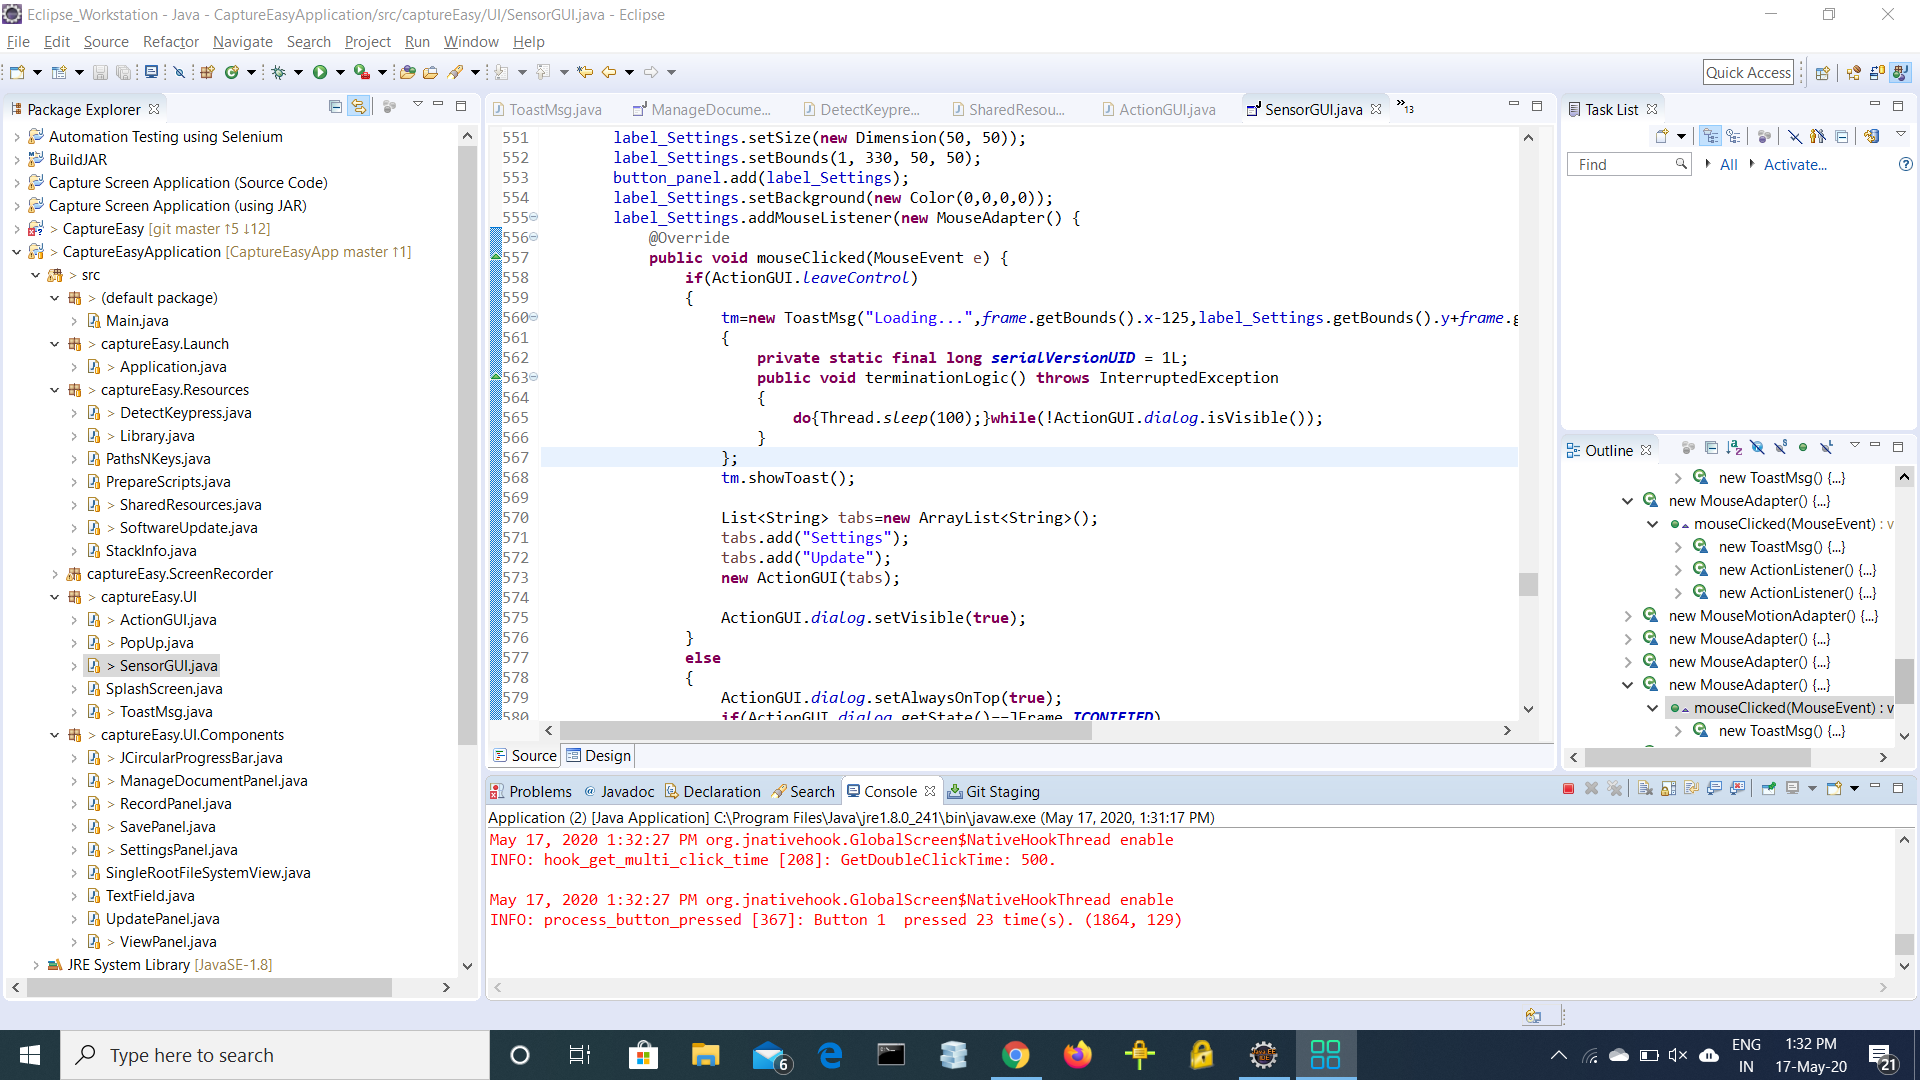 Eclipse_Workstation - Java - CaptureEasyApplication/src/captureEasy/UI/SensorGUI.java - Eclipse
File Edit Source Refactor Navigate Search Project Run Window Help
Quick Access
Package Explorer
Automation Testing using Selenium
BuildJAR
Capture Screen Application (Source Code)
Capture Screen Application (using JAR)
> CaptureEasy [git master ↑5 ↓12]
> CaptureEasyApplication [CaptureEasyApp master ↑1]
> src
> (default package)
Main.java
> captureEasy.Launch
> Application.java
> captureEasy.Resources
> DetectKeypress.java
> Library.java
PathsNKeys.java
PrepareScripts.java
> SharedResources.java
> SoftwareUpdate.java
StackInfo.java
captureEasy.ScreenRecorder
> captureEasy.UI
> ActionGUI.java
> PopUp.java
> SensorGUI.java
SplashScreen.java
> ToastMsg.java
> captureEasy.UI.Components
> JCircularProgressBar.java
> ManageDocumentPanel.java
> RecordPanel.java
> SavePanel.java
> SettingsPanel.java
SingleRootFileSystemView.java
TextField.java
UpdatePanel.java
> ViewPanel.java
JRE System Library [JavaSE-1.8]
ToastMsg.java ManageDocume... DetectKeypre... SharedResou... ActionGUI.java SensorGUI.java »13
551 label_Settings.setSize(new Dimension(50, 50));
552 label_Settings.setBounds(1, 330, 50, 50);
553 button_panel.add(label_Settings);
554 label_Settings.setBackground(new Color(0,0,0,0));
555 label_Settings.addMouseListener(new MouseAdapter() {
556 @Override
557 public void mouseClicked(MouseEvent e) {
558 if(ActionGUI.leaveControl)
559 {
560 tm=new ToastMsg("Loading...",frame.getBounds().x-125,label_Settings.getBounds().y+frame.g
561 {
562 private static final long serialVersionUID = 1L;
563 public void terminationLogic() throws InterruptedException
564 {
565 do{Thread.sleep(100);}while(!ActionGUI.dialog.isVisible());
566 }
567 };
568 tm.showToast();
569
570 List<String> tabs=new ArrayList<String>();
571 tabs.add("Settings");
572 tabs.add("Update");
573 new ActionGUI(tabs);
574
575 ActionGUI.dialog.setVisible(true);
576 }
577 else
578 {
579 ActionGUI.dialog.setAlwaysOnTop(true);
580 if(ActionGUI.dialog.getState()==JFrame.ICONIFIED)
Source Design
Task List
Find All Activate...
Outline
new ToastMsg() {...}
new MouseAdapter() {...}
mouseClicked(MouseEvent) : v
new ToastMsg() {...}
new ActionListener() {...}
new ActionListener() {...}
new MouseMotionAdapter() {...}
new MouseAdapter() {...}
new MouseAdapter() {...}
new MouseAdapter() {...}
mouseClicked(MouseEvent) : v
new ToastMsg() {...}
Problems @ Javadoc Declaration Search Console Git Staging
Application (2) [Java Application] C:\Program Files\Java\jre1.8.0_241\bin\javaw.exe (May 17, 2020, 1:31:17 PM)
May 17, 2020 1:32:27 PM org.jnativehook.GlobalScreen$NativeHookThread enable
INFO: hook_get_multi_click_time [208]: GetDoubleClickTime: 500.
May 17, 2020 1:32:27 PM org.jnativehook.GlobalScreen$NativeHookThread enable
INFO: process_button_pressed [367]: Button 1 pressed 23 time(s). (1864, 129)
Type here to search
6
ENG
IN
1:32 PM
17-May-20
21